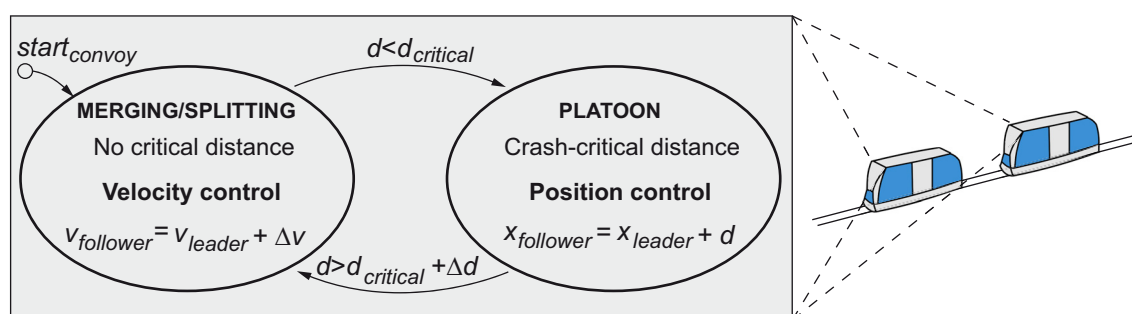 start_convoy
d<d_critical
MERGING/SPLITTING
No critical distance
Velocity control
v_follower = v_leader + Δv
PLATOON
Crash-critical distance
Position control
x_follower = x_leader + d
d>d_critical +Δd